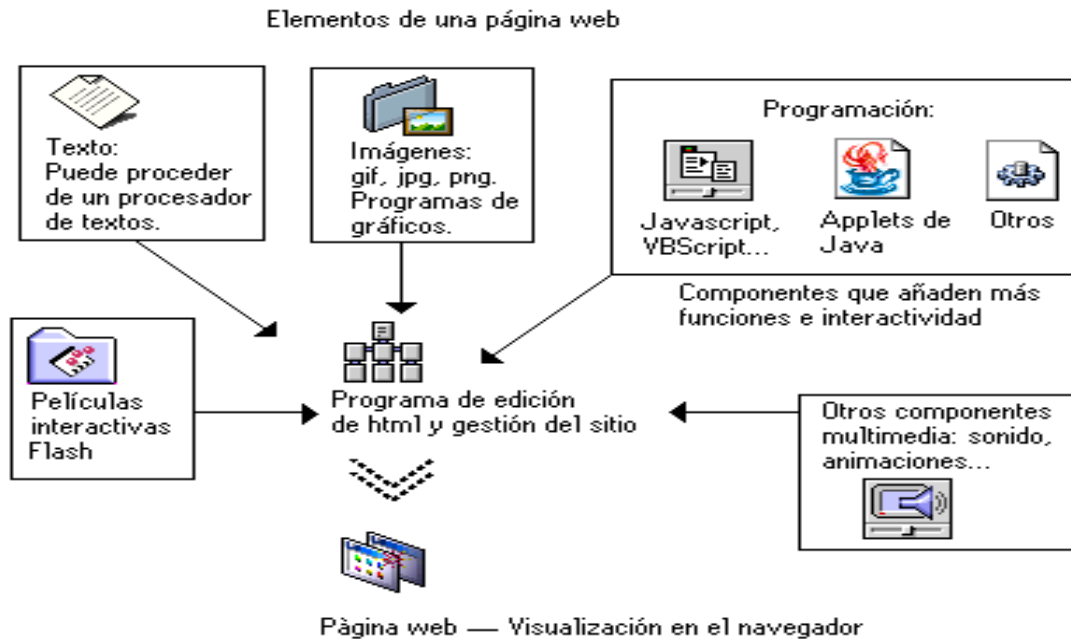 Elementos de una página web
Texto:
Puede proceder
de un procesador
de textos.
Imágenes:
gif, jpg, png.
Programas de
gráficos.
Programación:
Javascript,
VBScript...
Applets de
Java
Otros
Componentes que añaden más
funciones e interactividad
Películas
interactivas
Flash
Programa de edición
de html y gestión del sitio
Otros componentes
multimedia: sonido,
animaciones...
Pàgina web — Visualización en el navegador